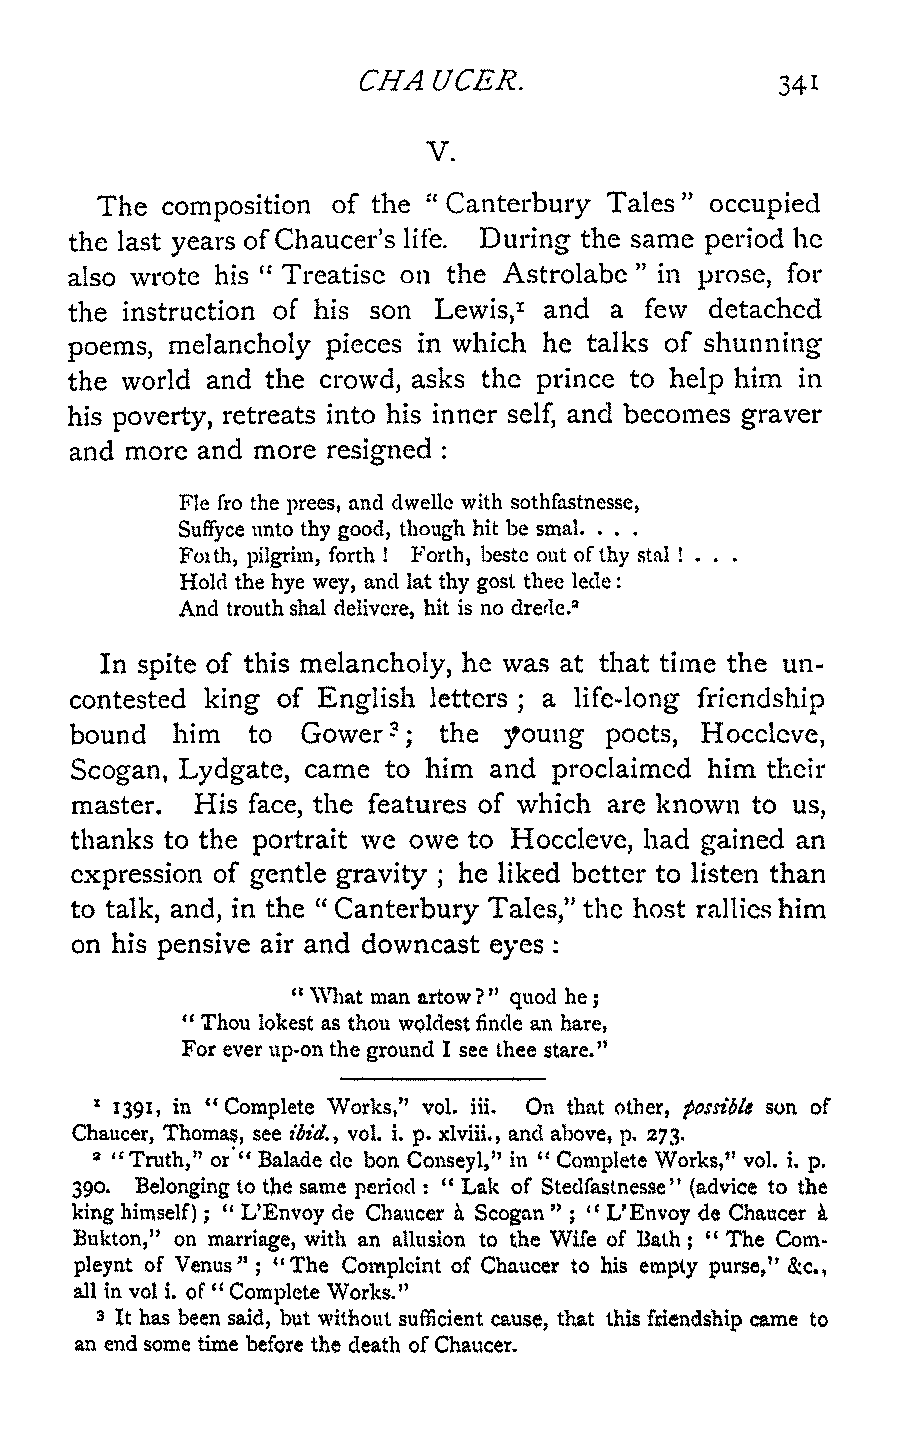 CHAUCER. 341
V.
The composition of the “ Canterbury Tales ” occupied
the last years of Chaucer’s life. During the same period he
also wrote his “ Treatise on the Astrolabe ” in prose, for
the instruction of his son Lewis,¹ and a few detached
poems, melancholy pieces in which he talks of shunning
the world and the crowd, asks the prince to help him in
his poverty, retreats into his inner self, and becomes graver
and more and more resigned :
Fle fro the prees, and dwelle with sothfastnesse,
Suffyce unto thy good, though hit be smal. . . .
Forth, pilgrim, forth ! Forth, beste out of thy stal ! . . .
Hold the hye wey, and lat thy gost thee lede :
And trouth shal delivere, hit is no drede.²
In spite of this melancholy, he was at that time the un-
contested king of English letters ; a life-long friendship
bound him to Gower ³ ; the young poets, Hoccleve,
Scogan, Lydgate, came to him and proclaimed him their
master. His face, the features of which are known to us,
thanks to the portrait we owe to Hoccleve, had gained an
expression of gentle gravity ; he liked better to listen than
to talk, and, in the “ Canterbury Tales,” the host rallies him
on his pensive air and downcast eyes :
“ What man artow ? ” quod he ;
“ Thou lokest as thou woldest finde an hare,
For ever up-on the ground I see thee stare.”
¹ 1391, in “ Complete Works,” vol. iii. On that other, possible son of
Chaucer, Thomas, see ibid., vol. i. p. xlviii., and above, p. 273.
² “ Truth,” or “ Balade de bon Conseyl,” in “ Complete Works,” vol. i. p.
390. Belonging to the same period : “ Lak of Stedfastnesse ” (advice to the
king himself) ; “ L’Envoy de Chaucer à Scogan ” ; “ L’Envoy de Chaucer à
Bukton,” on marriage, with an allusion to the Wife of Bath ; “ The Com-
pleynt of Venus ” ; “ The Compleint of Chaucer to his empty purse,” &c.,
all in vol i. of “ Complete Works.”
³ It has been said, but without sufficient cause, that this friendship came to
an end some time before the death of Chaucer.